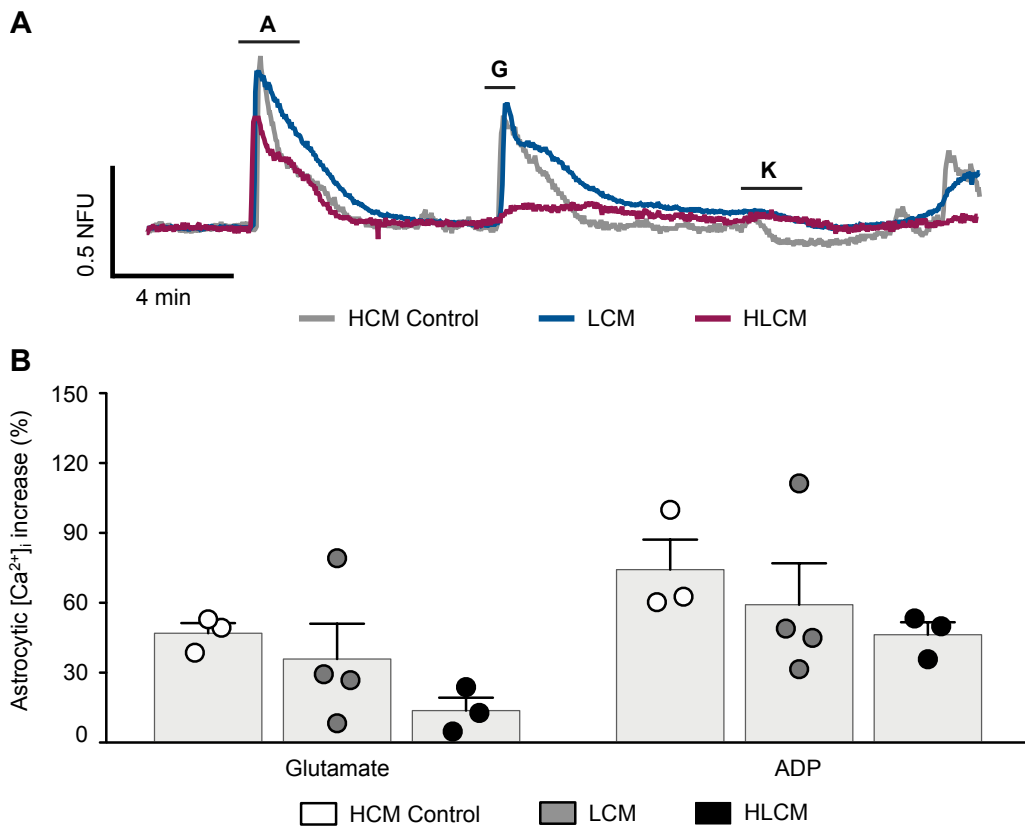 A
A
G
K
0.5 NFU
4 min
HCM Control LCM HLCM
B
Astrocytic [Ca²⁺]ᵢ increase (%)
150
120
90
60
30
0
Glutamate ADP
HCM Control LCM HLCM